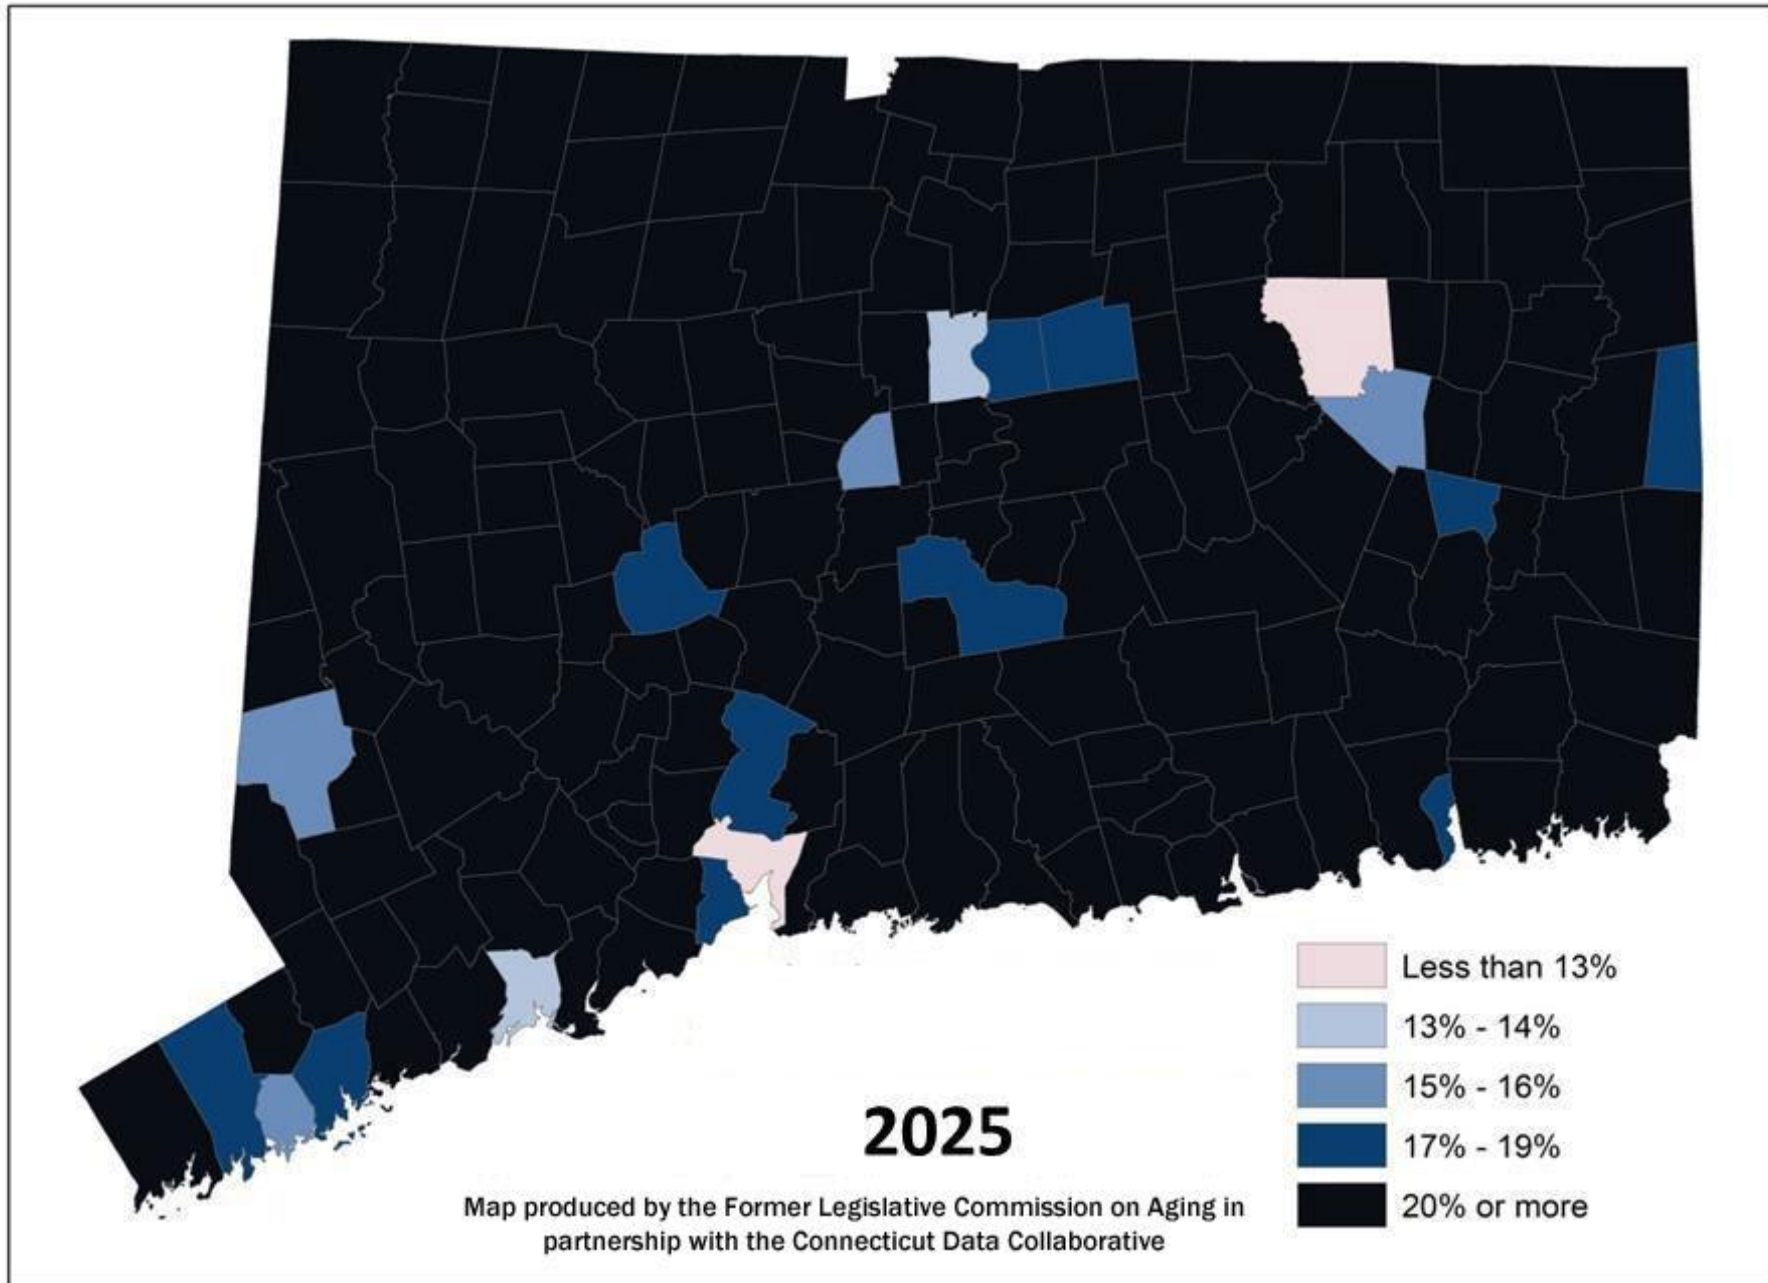 Less than 13%
13% - 14%
15% - 16%
17% - 19%
20% or more
2025
Map produced by the Former Legislative Commission on Aging in
partnership with the Connecticut Data Collaborative